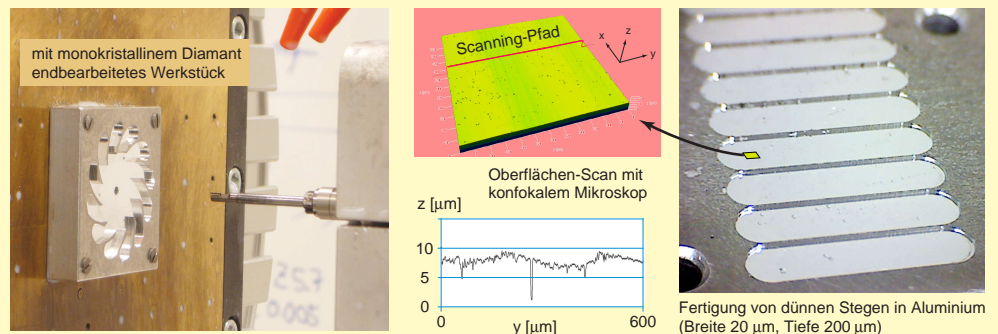 mit monokristallinem Diamant
endbearbeitetes Werkstück
Scanning-Pfad
x
z
y
Oberflächen-Scan mit
konfokalem Mikroskop
z [µm]
10
5
0
0
y [µm]
600
Fertigung von dünnen Stegen in Aluminium
(Breite 20 µm, Tiefe 200 µm)